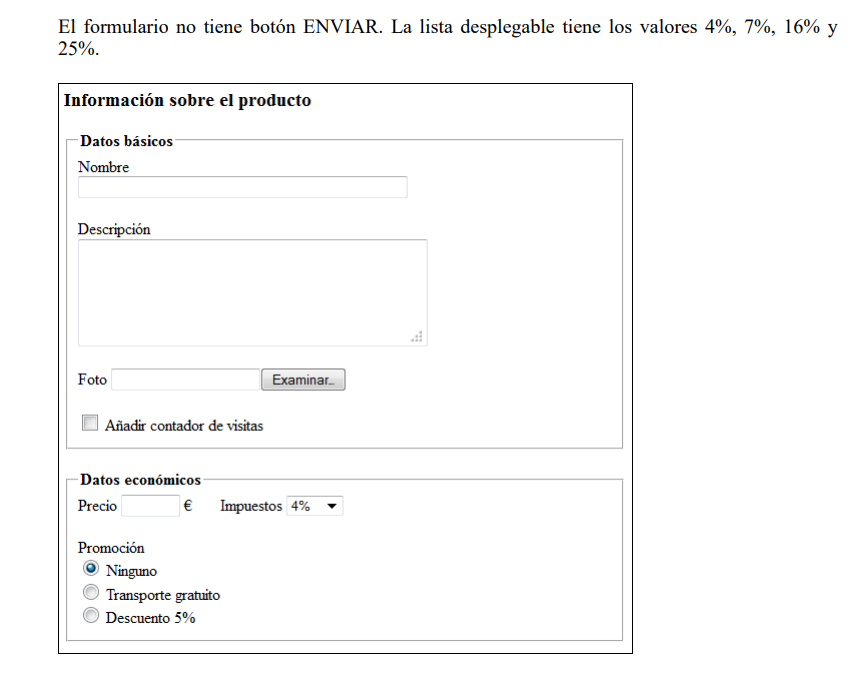 El formulario no tiene botón ENVIAR. La lista desplegable tiene los valores 4%, 7%, 16% y
25%.
Información sobre el producto
Datos básicos
Nombre
Descripción
Foto Examinar...
Añadir contador de visitas
Datos económicos
Precio € Impuestos 4%
Promoción
Ninguno
Transporte gratuito
Descuento 5%